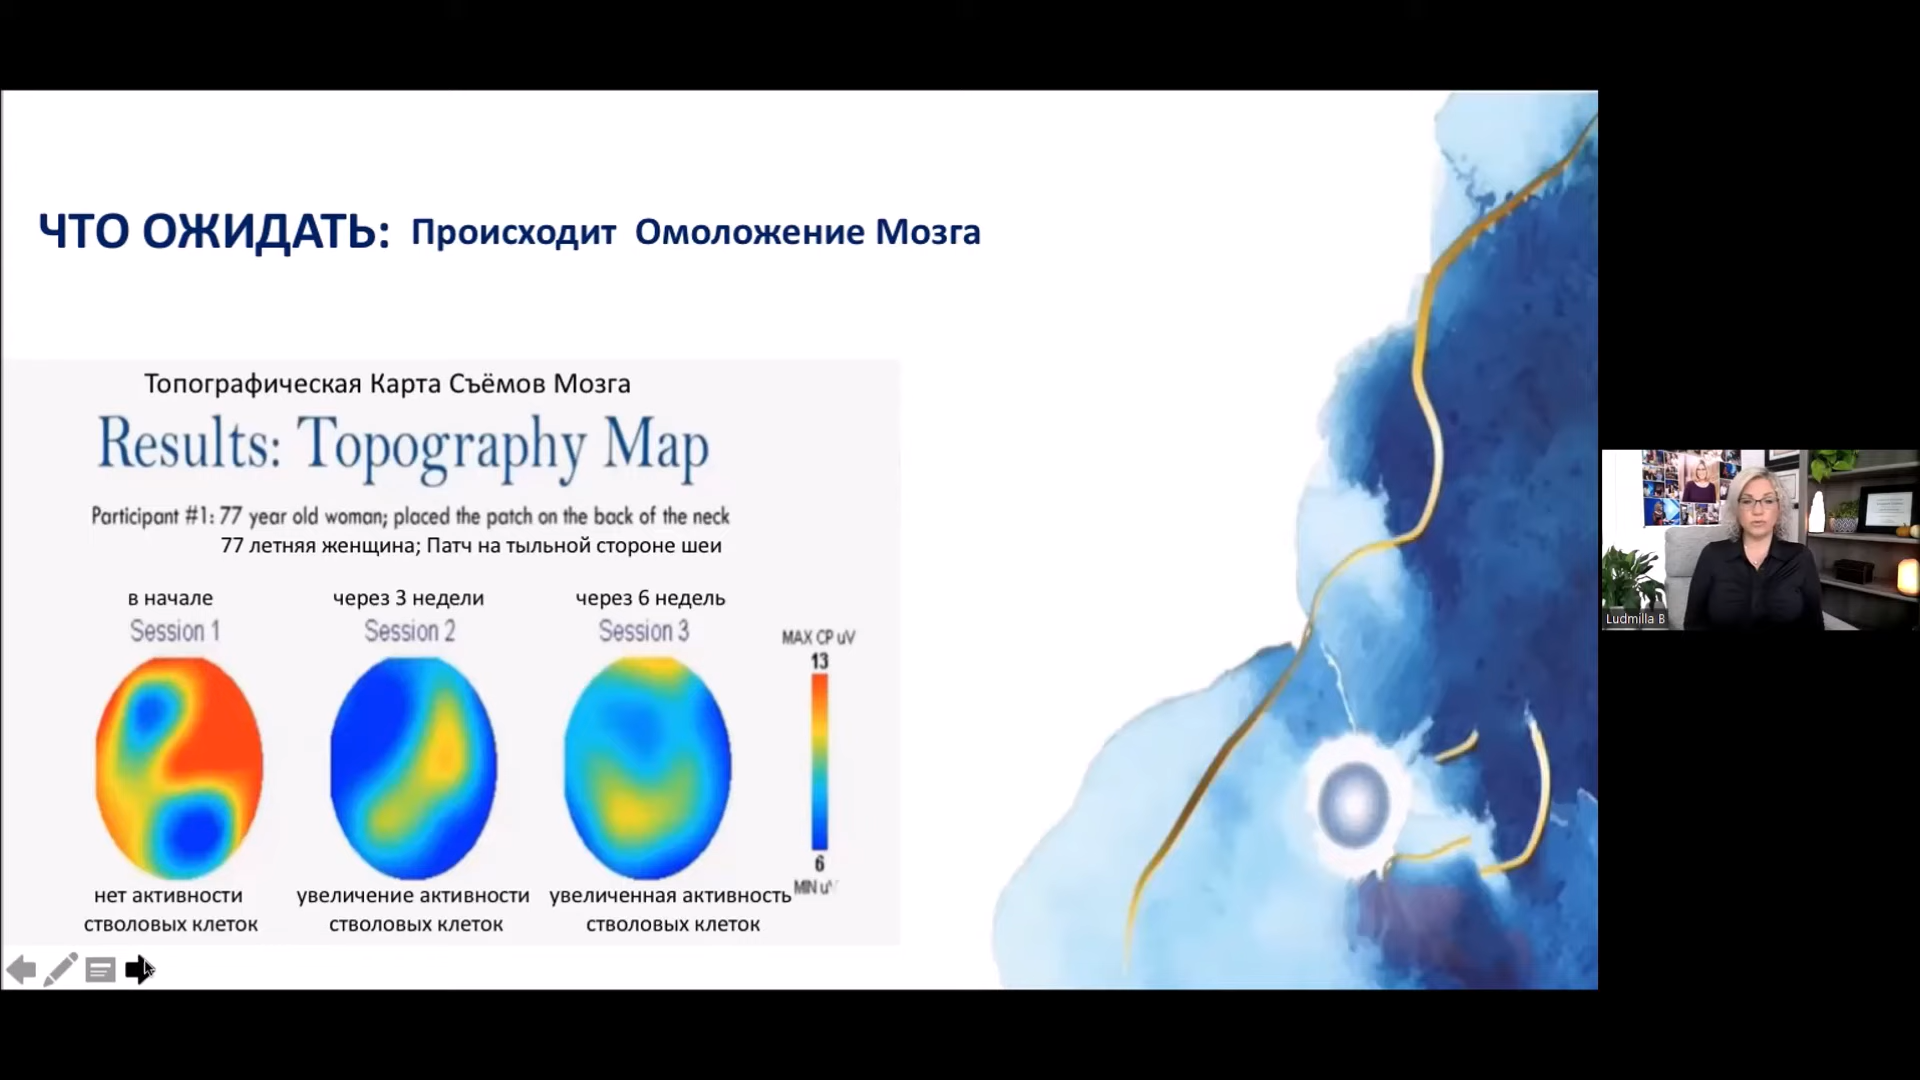 ЧТО ОЖИДАТЬ: Происходит Омоложение Мозга
Топографическая Карта Съёмов Мозга
Results: Topography Map
Participant #1: 77 year old woman; placed the patch on the back of the neck
77 летняя женщина; Патч на тыльной стороне шеи
в начале через 3 недели через 6 недель
Session 1 Session 2 Session 3
MAX CP uV
13
6
MIN uV
нет активности стволовых клеток
увеличение активности стволовых клеток
увеличенная активность стволовых клеток
Ludmilla B